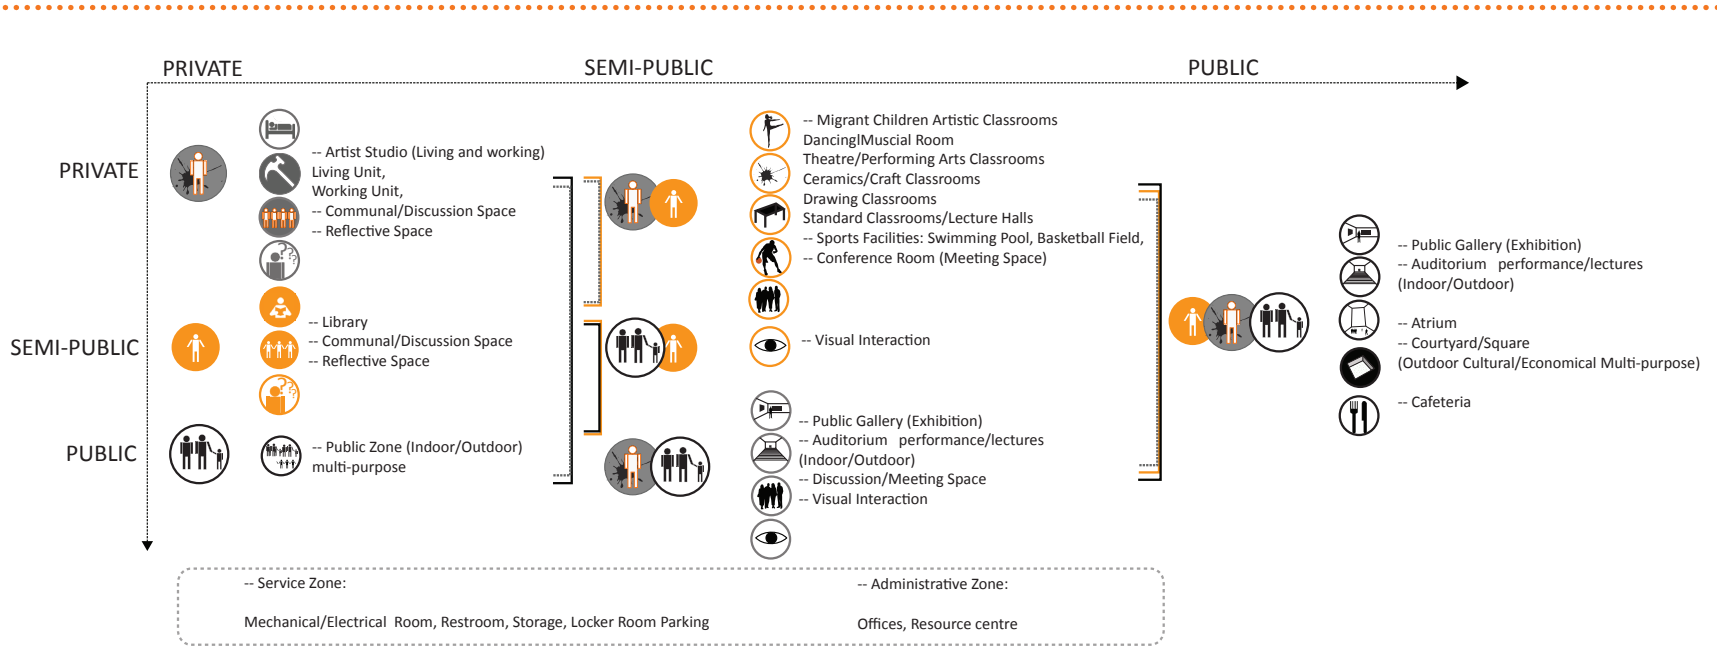 PRIVATE
SEMI-PUBLIC
PUBLIC
PRIVATE
-- Artist Studio (Living and working)
Living Unit,
Working Unit,
-- Communal/Discussion Space
-- Reflective Space
-- Migrant Children Artistic Classrooms
Dancing|Muscial Room
Theatre/Performing Arts Classrooms
Ceramics/Craft Classrooms
Drawing Classrooms
Standard Classrooms/Lecture Halls
-- Sports Facilities: Swimming Pool, Basketball Field,
-- Conference Room (Meeting Space)
SEMI-PUBLIC
-- Library
-- Communal/Discussion Space
-- Reflective Space
-- Visual Interaction
PUBLIC
-- Public Zone (Indoor/Outdoor)
multi-purpose
-- Public Gallery (Exhibition)
-- Auditorium performance/lectures
(Indoor/Outdoor)
-- Discussion/Meeting Space
-- Visual Interaction
-- Public Gallery (Exhibition)
-- Auditorium performance/lectures
(Indoor/Outdoor)
-- Atrium
-- Courtyard/Square
(Outdoor Cultural/Economical Multi-purpose)
-- Cafeteria
-- Service Zone:
Mechanical/Electrical Room, Restroom, Storage, Locker Room Parking
-- Administrative Zone:
Offices, Resource centre